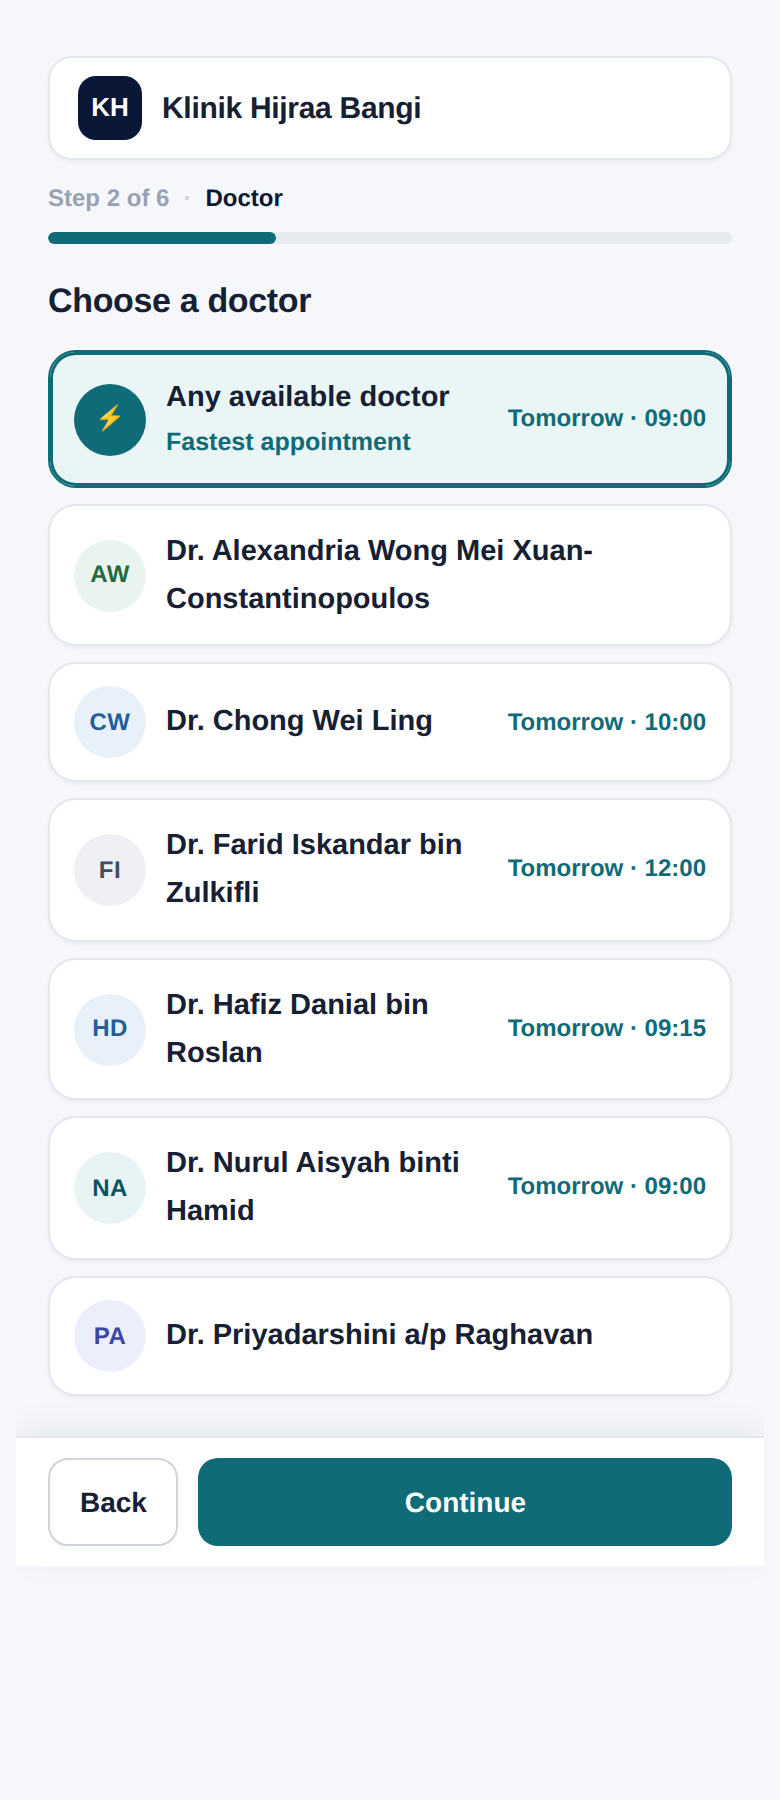 KH
Klinik Hijraa Bangi
Step 2 of 6 · Doctor
Choose a doctor
Any available doctor
Fastest appointment
Tomorrow · 09:00
AW
Dr. Alexandria Wong Mei Xuan-
Constantinopoulos
CW
Dr. Chong Wei Ling
Tomorrow · 10:00
FI
Dr. Farid Iskandar bin
Zulkifli
Tomorrow · 12:00
HD
Dr. Hafiz Danial bin
Roslan
Tomorrow · 09:15
NA
Dr. Nurul Aisyah binti
Hamid
Tomorrow · 09:00
PA
Dr. Priyadarshini a/p Raghavan
Back
Continue